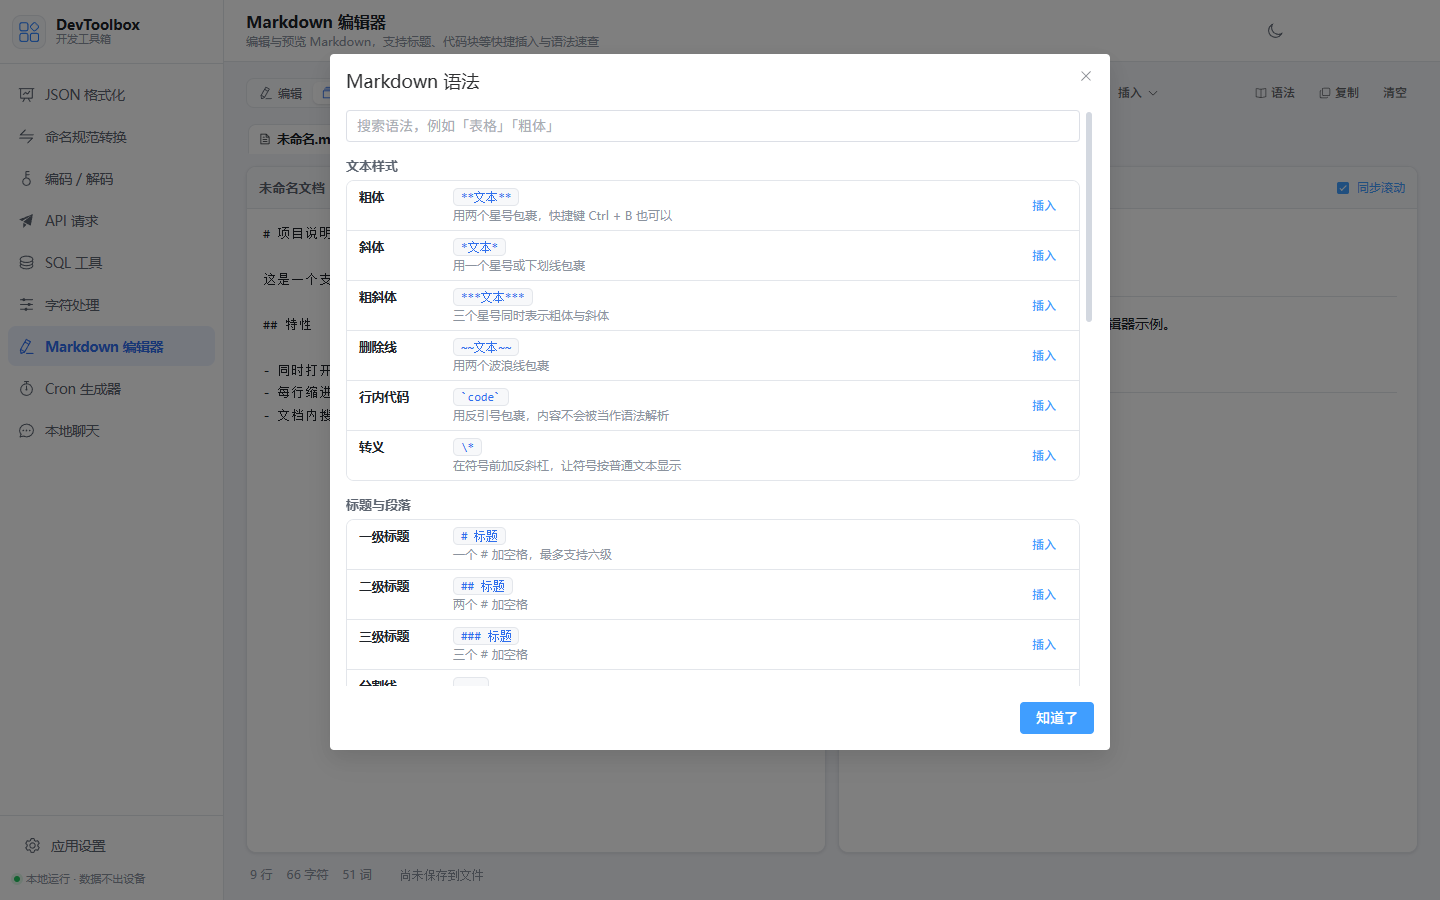 DevToolbox
开发工具箱
JSON 格式化
命名规范转换
编码 / 解码
API 请求
SQL 工具
字符处理
Markdown 编辑器
Cron 生成器
本地聊天
应用设置
本地运行 · 数据不出设备
Markdown 编辑器
编辑与预览 Markdown，支持标题、代码块等快捷插入与语法速查
编辑
插入
语法
复制
清空
未命名.m
未命名文档
同步滚动
# 项目说明
这是一个支
## 特性
- 同时打开
- 每行缩进
- 文档内搜
辑器示例。
9 行 66 字符 51 词 尚未保存到文件
Markdown 语法
搜索语法，例如「表格」「粗体」
文本样式
粗体
**文本**
用两个星号包裹，快捷键 Ctrl + B 也可以
插入
斜体
*文本*
用一个星号或下划线包裹
插入
粗斜体
***文本***
三个星号同时表示粗体与斜体
插入
删除线
~~文本~~
用两个波浪线包裹
插入
行内代码
`code`
用反引号包裹，内容不会被当作语法解析
插入
转义
\*
在符号前加反斜杠，让符号按普通文本显示
插入
标题与段落
一级标题
# 标题
一个 # 加空格，最多支持六级
插入
二级标题
## 标题
两个 # 加空格
插入
三级标题
### 标题
三个 # 加空格
插入
分割线
知道了